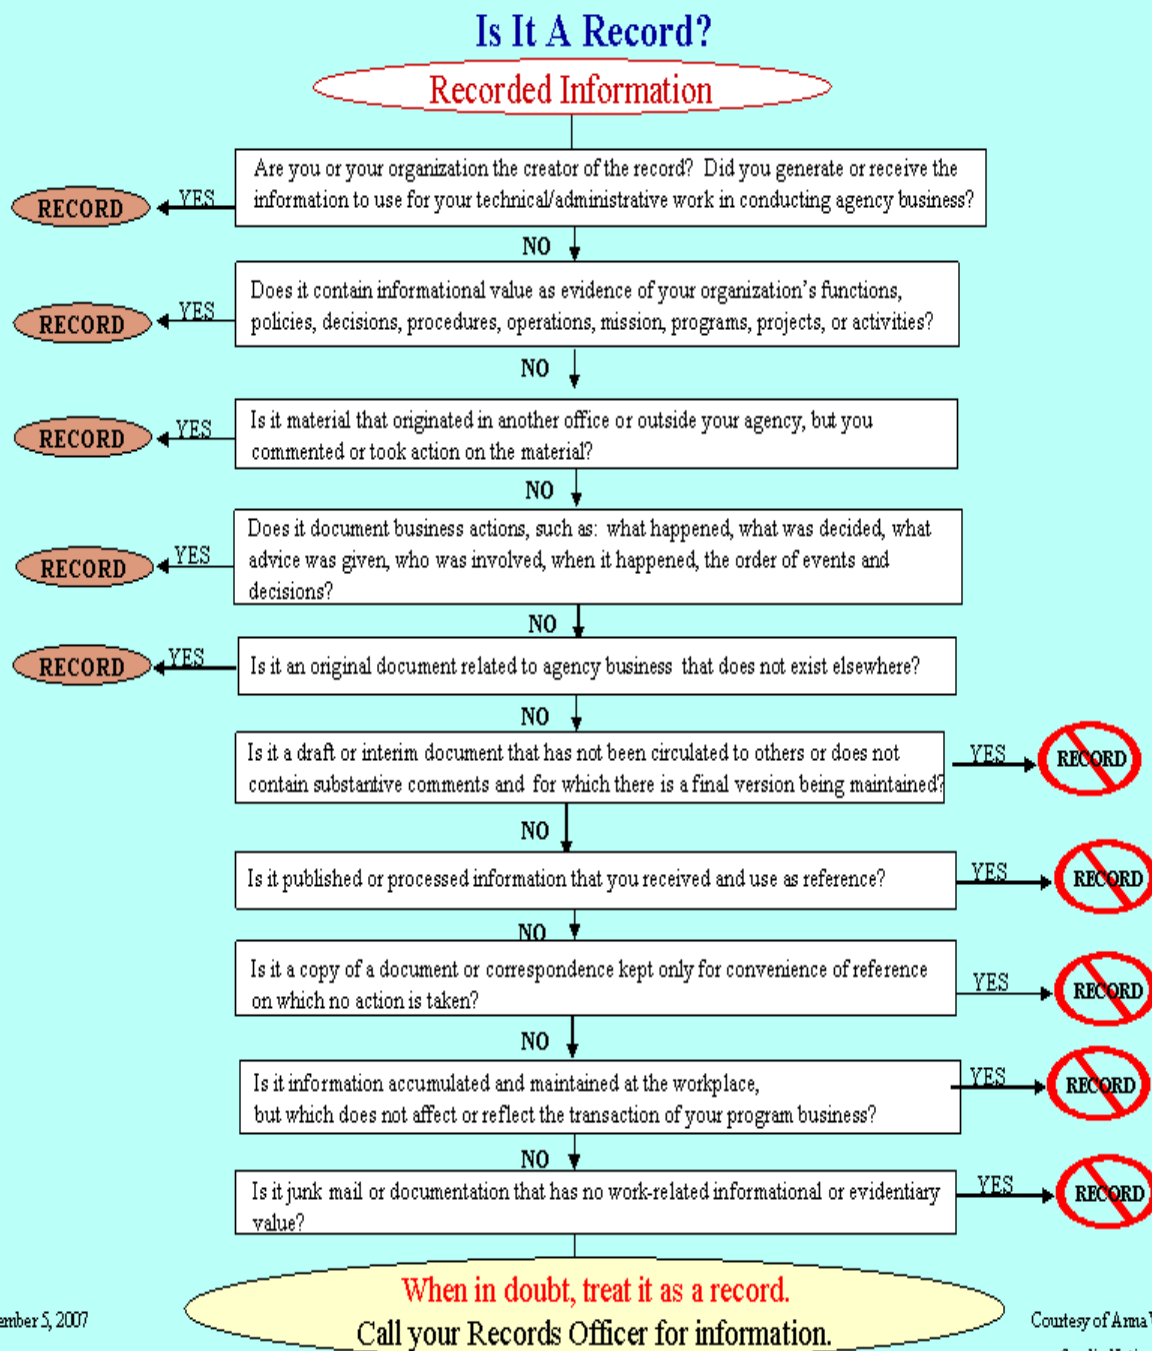 Is It A Record?
Recorded Information
Are you or your organization the creator of the record?  Did you generate or receive the
information to use for your technical/administrative work in conducting agency business?
YES
RECORD
NO
Does it contain informational value as evidence of your organization's functions,
policies, decisions, procedures, operations, mission, programs, projects, or activities?
YES
RECORD
NO
Is it material that originated in another office or outside your agency, but you
commented or took action on the material?
YES
RECORD
NO
Does it document business actions, such as:  what happened, what was decided, what
advice was given, who was involved, when it happened, the order of events and
decisions?
YES
RECORD
NO
Is it an original document related to agency business  that does not exist elsewhere?
YES
RECORD
NO
Is it a draft or interim document that has not been circulated to others or does not
contain substantive comments and  for which there is a final version being maintained?
YES
RECORD
NO
Is it published or processed information that you received and use as reference?
YES
RECORD
NO
Is it a copy of a document or correspondence kept only for convenience of reference
on which no action is taken?
YES
RECORD
NO
Is it information accumulated and maintained at the workplace,
but which does not affect or reflect the transaction of your program business?
YES
RECORD
NO
Is it junk mail or documentation that has no work-related informational or evidentiary
value?
YES
RECORD
When in doubt, treat it as a record.
Call your Records Officer for information.
ember 5, 2007
Courtesy of Anna